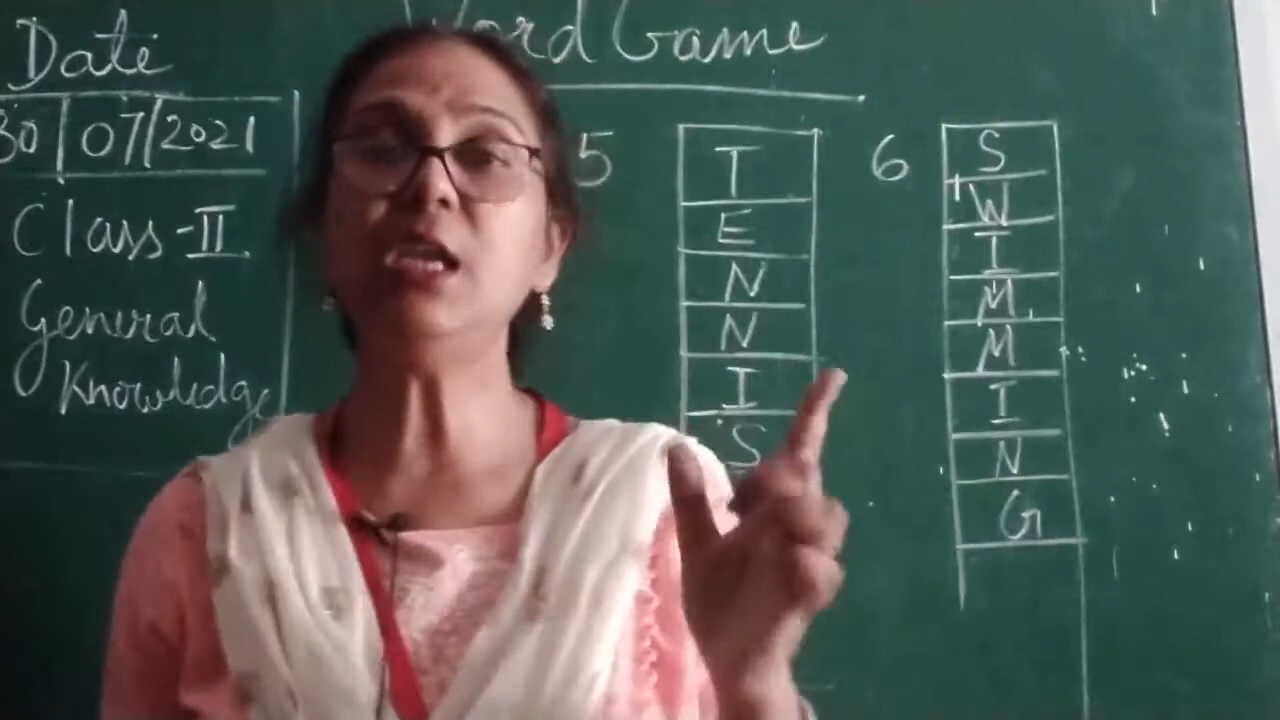 Word Game
Date
30/07/2021
Class-II
General
Knowledge
5
T
E
N
N
I
S
6
S
W
I
M
M
I
N
G